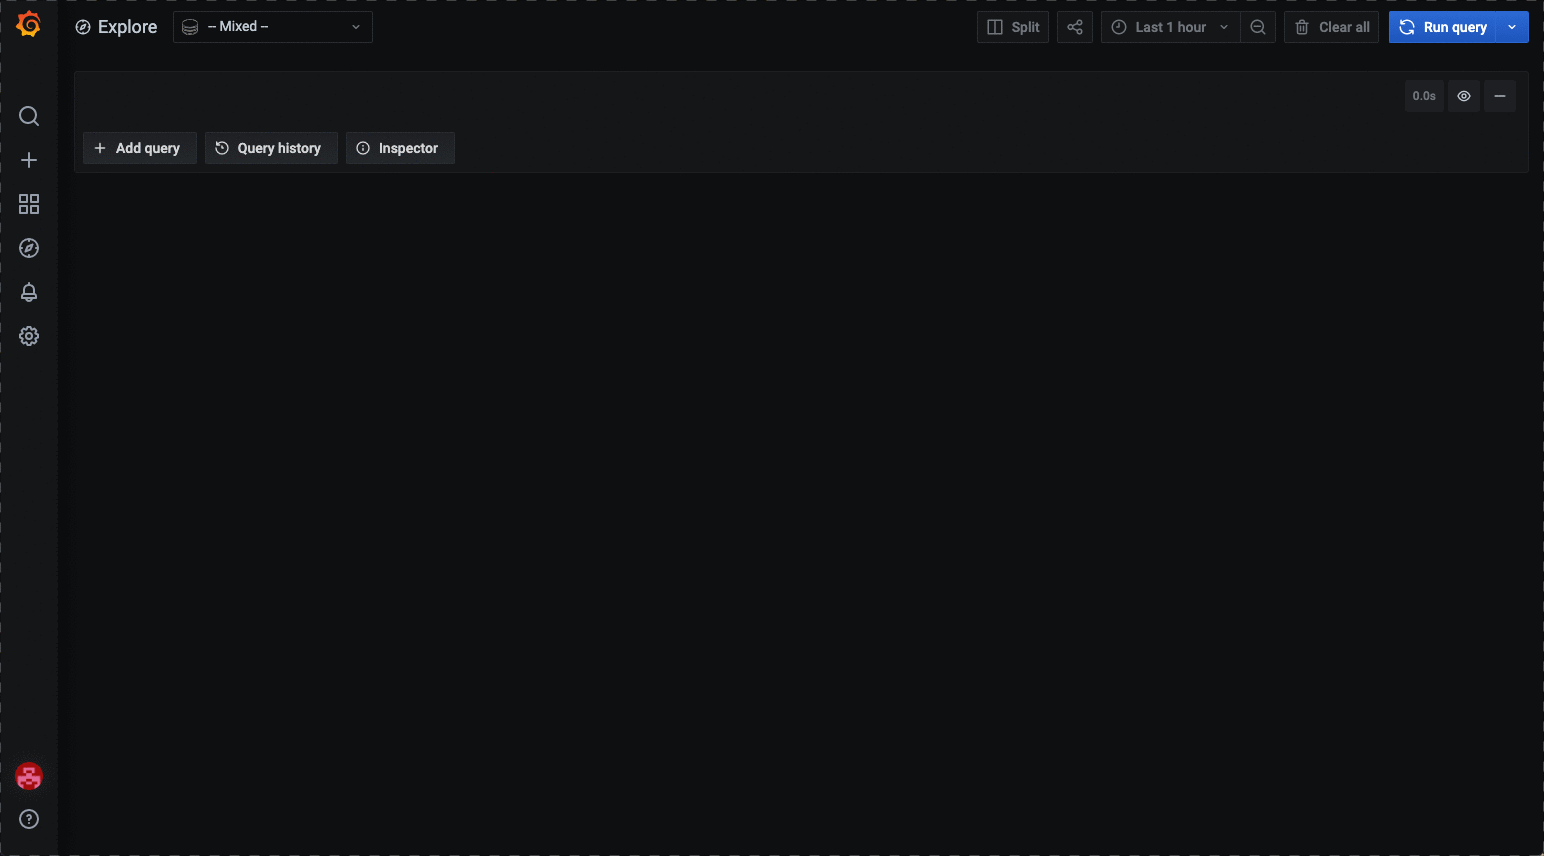 Explore
-- Mixed --
Split
Last 1 hour
Clear all
Run query
0.0s
Add query
Query history
Inspector